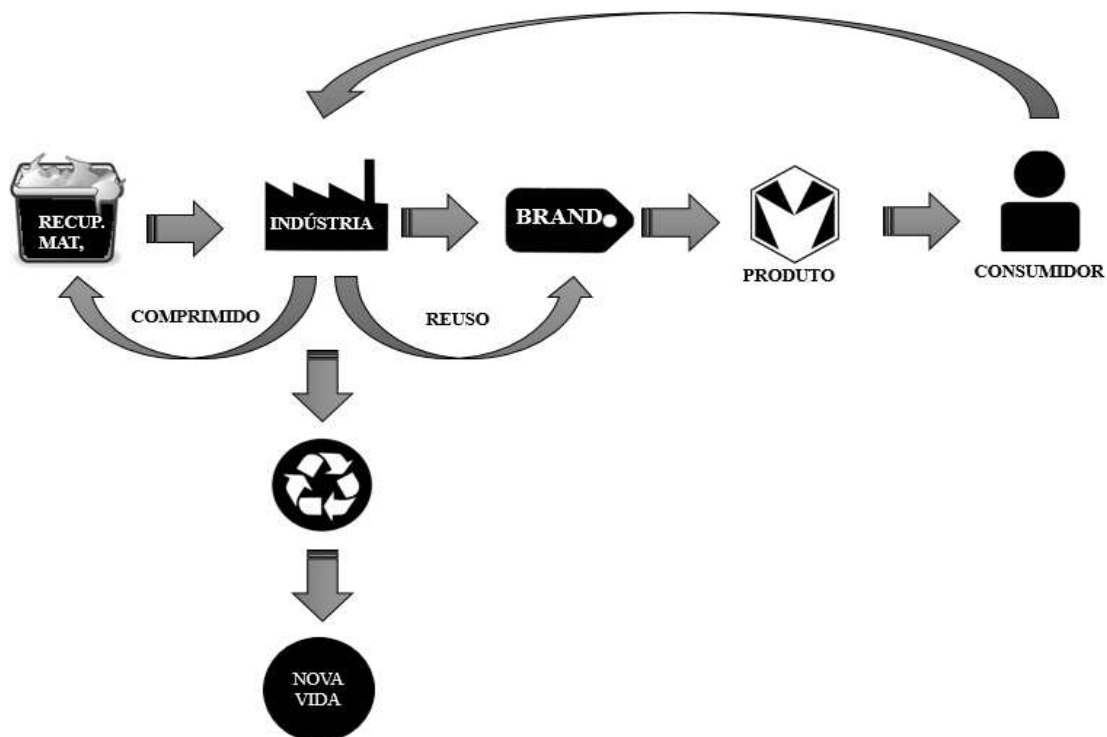 RECUP.
MAT,
INDÚSTRIA
BRAND
PRODUTO
CONSUMIDOR
COMPRIMIDO
REUSO
NOVA
VIDA